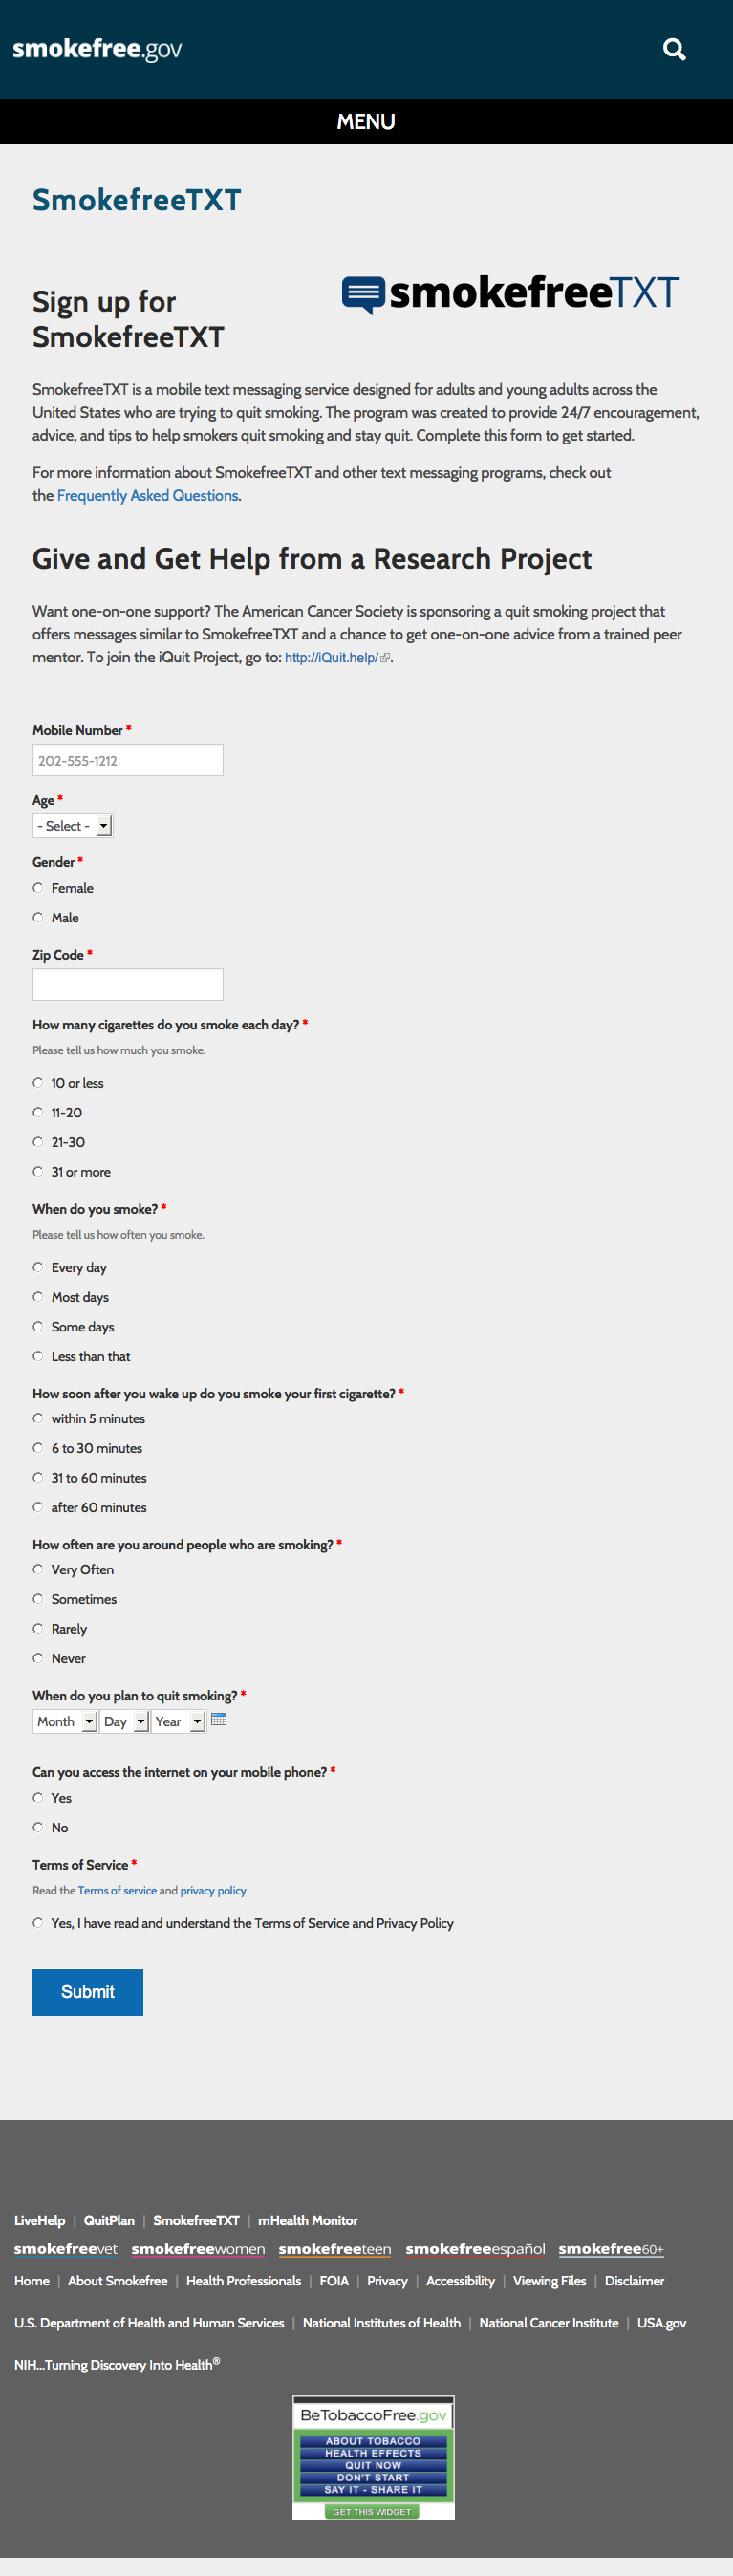 smokefree.gov
MENU
SmokefreeTXT
smokefreeTXT
Sign up for
SmokefreeTXT
SmokefreeTXT is a mobile text messaging service designed for adults and young adults across the
United States who are trying to quit smoking. The program was created to provide 24/7 encouragement,
advice, and tips to help smokers quit smoking and stay quit. Complete this form to get started.
For more information about SmokefreeTXT and other text messaging programs, check out
the Frequently Asked Questions.
Give and Get Help from a Research Project
Want one-on-one support? The American Cancer Society is sponsoring a quit smoking project that
offers messages similar to SmokefreeTXT and a chance to get one-on-one advice from a trained peer
mentor. To join the iQuit Project, go to: http://iQuit.help/.
Mobile Number *
202-555-1212
Age *
- Select -
Gender *
Female
Male
Zip Code *
How many cigarettes do you smoke each day? *
Please tell us how much you smoke.
10 or less
11-20
21-30
31 or more
When do you smoke? *
Please tell us how often you smoke.
Every day
Most days
Some days
Less than that
How soon after you wake up do you smoke your first cigarette? *
within 5 minutes
6 to 30 minutes
31 to 60 minutes
after 60 minutes
How often are you around people who are smoking? *
Very Often
Sometimes
Rarely
Never
When do you plan to quit smoking? *
Month Day Year
Can you access the internet on your mobile phone? *
Yes
No
Terms of Service *
Read the Terms of service and privacy policy
Yes, I have read and understand the Terms of Service and Privacy Policy
Submit
LiveHelp | QuitPlan | SmokefreeTXT | mHealth Monitor
smokefreevet smokefreewomen smokefreeteen smokefreeespañol smokefree60+
Home | About Smokefree | Health Professionals | FOIA | Privacy | Accessibility | Viewing Files | Disclaimer
U.S. Department of Health and Human Services | National Institutes of Health | National Cancer Institute | USA.gov
NIH...Turning Discovery Into Health®
BeTobaccoFree.gov
ABOUT TOBACCO
HEALTH EFFECTS
QUIT NOW
DON'T START
SAY IT - SHARE IT
GET THIS WIDGET